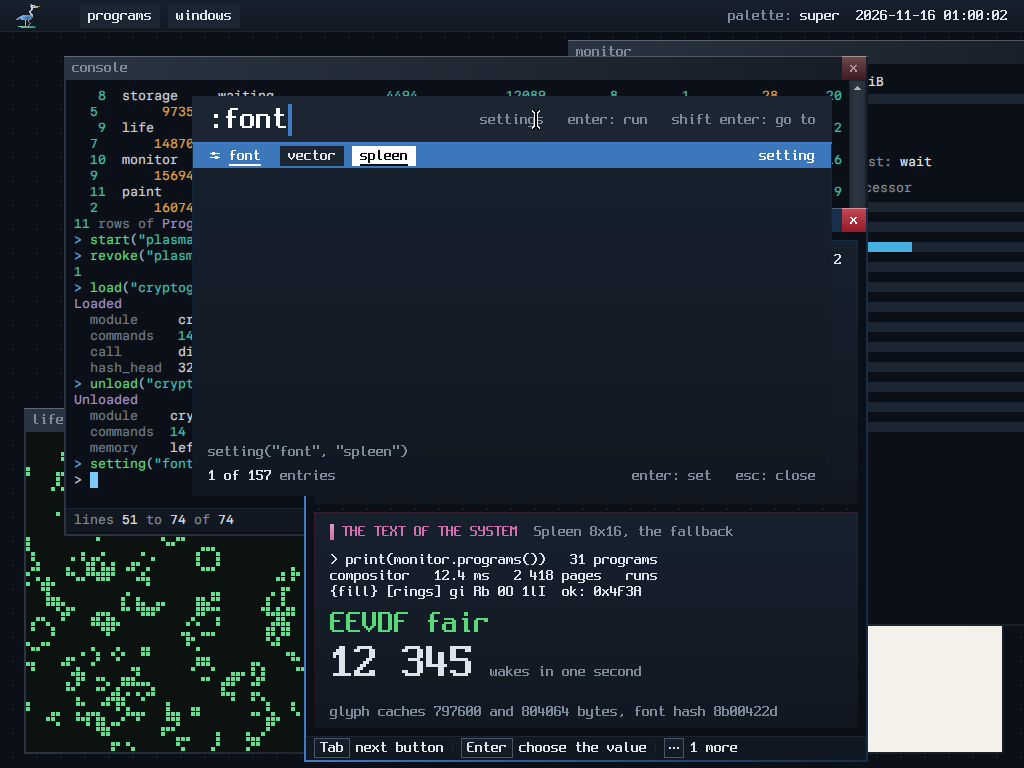 programs windows palette: super 2026-11-16 01:00:02
monitor
console x
iB
8 storage waiting 4494 12089 8 1 28 20
5 9735
9 life 2
7 14870
10 monitor 6
9 15694
11 paint 9
2 16074
11 rows of Prog
> start("plasma
> revoke("plasm
1
> load("cryptog
Loaded
module cr
commands 14
call di
hash_head 32
> unload("crypt
Unloaded
module cry
commands 14
memory lef
> setting("font
>
lines 51 to 74 of 74
:font settings enter: run shift enter: go to
font vector spleen setting
setting("font", "spleen")
1 of 157 entries enter: set esc: close
st: wait
cessor
x
2
life
THE TEXT OF THE SYSTEM Spleen 8x16, the fallback
> print(monitor.programs()) 31 programs
compositor 12.4 ms 2 418 pages runs
{fill} [rings] gi Rb 0O 1lI ok: 0x4F3A
EEVDF fair
12 345 wakes in one second
glyph caches 797600 and 804064 bytes, font hash 8b00422d
Tab next button Enter choose the value ··· 1 more